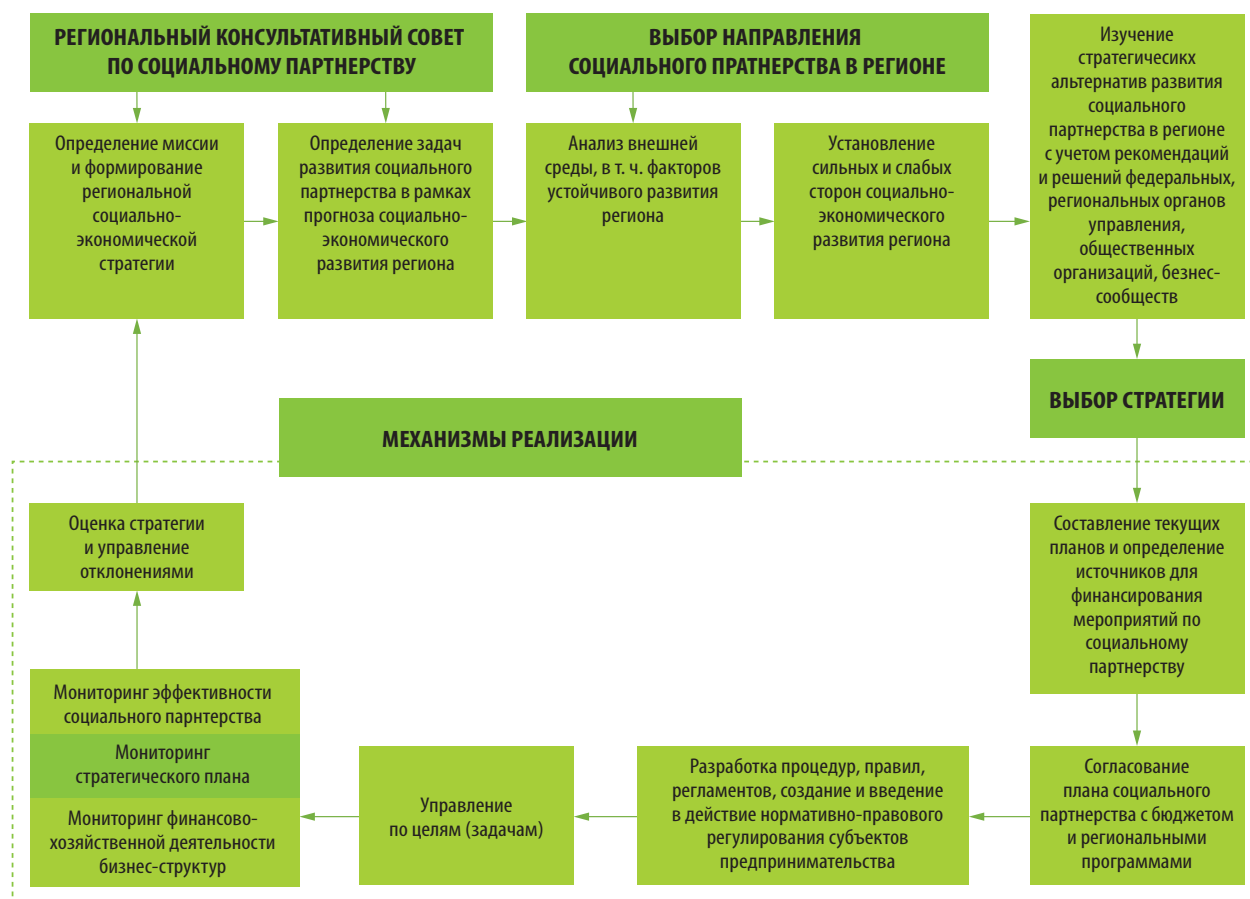 РЕГИОНАЛЬНЫЙ КОНСУЛЬТАТИВНЫЙ СОВЕТ
ПО СОЦИАЛЬНОМУ ПАРТНЕРСТВУ
ВЫБОР НАПРАВЛЕНИЯ
СОЦИАЛЬНОГО ПРАТНЕРСТВА В РЕГИОНЕ
Определение миссии
и формирование
региональной
социально-
экономической
стратегии
Определение задач
развития социального
партнерства в рамках
прогноза социально-
экономического
развития региона
Анализ внешней
среды, в т. ч. факторов
устойчивого развития
региона
Установление
сильных и слабых
сторон социально-
экономического
развития региона
Изучение
стратегичесикх
альтернатив развития
социального
партнерства в регионе
с учетом рекомендаций
и решений федеральных,
региональных органов
управления,
общественных
организаций, безнес-
сообществ
ВЫБОР СТРАТЕГИИ
МЕХАНИЗМЫ РЕАЛИЗАЦИИ
Составление текущих
планов и определение
источников для
финансирования
мероприятий по
социальному
партнерству
Согласование
плана социального
партнерства с бюджетом
и региональными
программами
Разработка процедур, правил,
регламентов, создание и введение
в действие нормативно-правового
регулирования субъектов
предпринимательства
Управление
по целям (задачам)
Мониторинг эффективности
социального парнтерства
Мониторинг
стратегического плана
Мониторинг финансово-
хозяйственной деятельности
бизнес-структур
Оценка стратегии
и управление
отклонениями